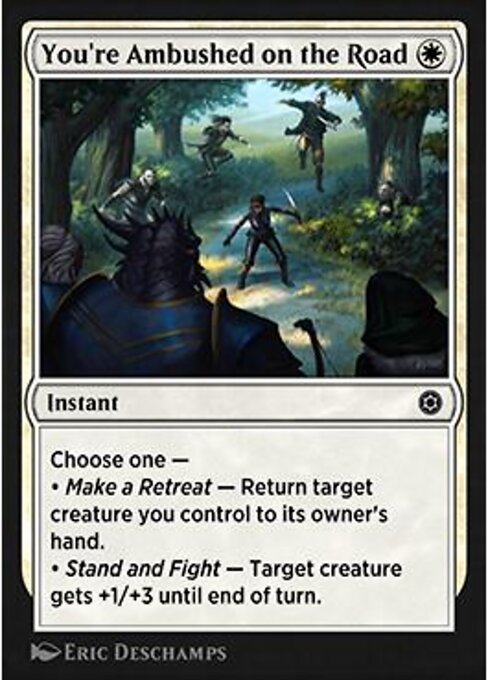 You're Ambushed on the Road
Instant
Choose one —
• Make a Retreat — Return target
creature you control to its owner's
hand.
• Stand and Fight — Target creature
gets +1/+3 until end of turn.
Eric Deschamps